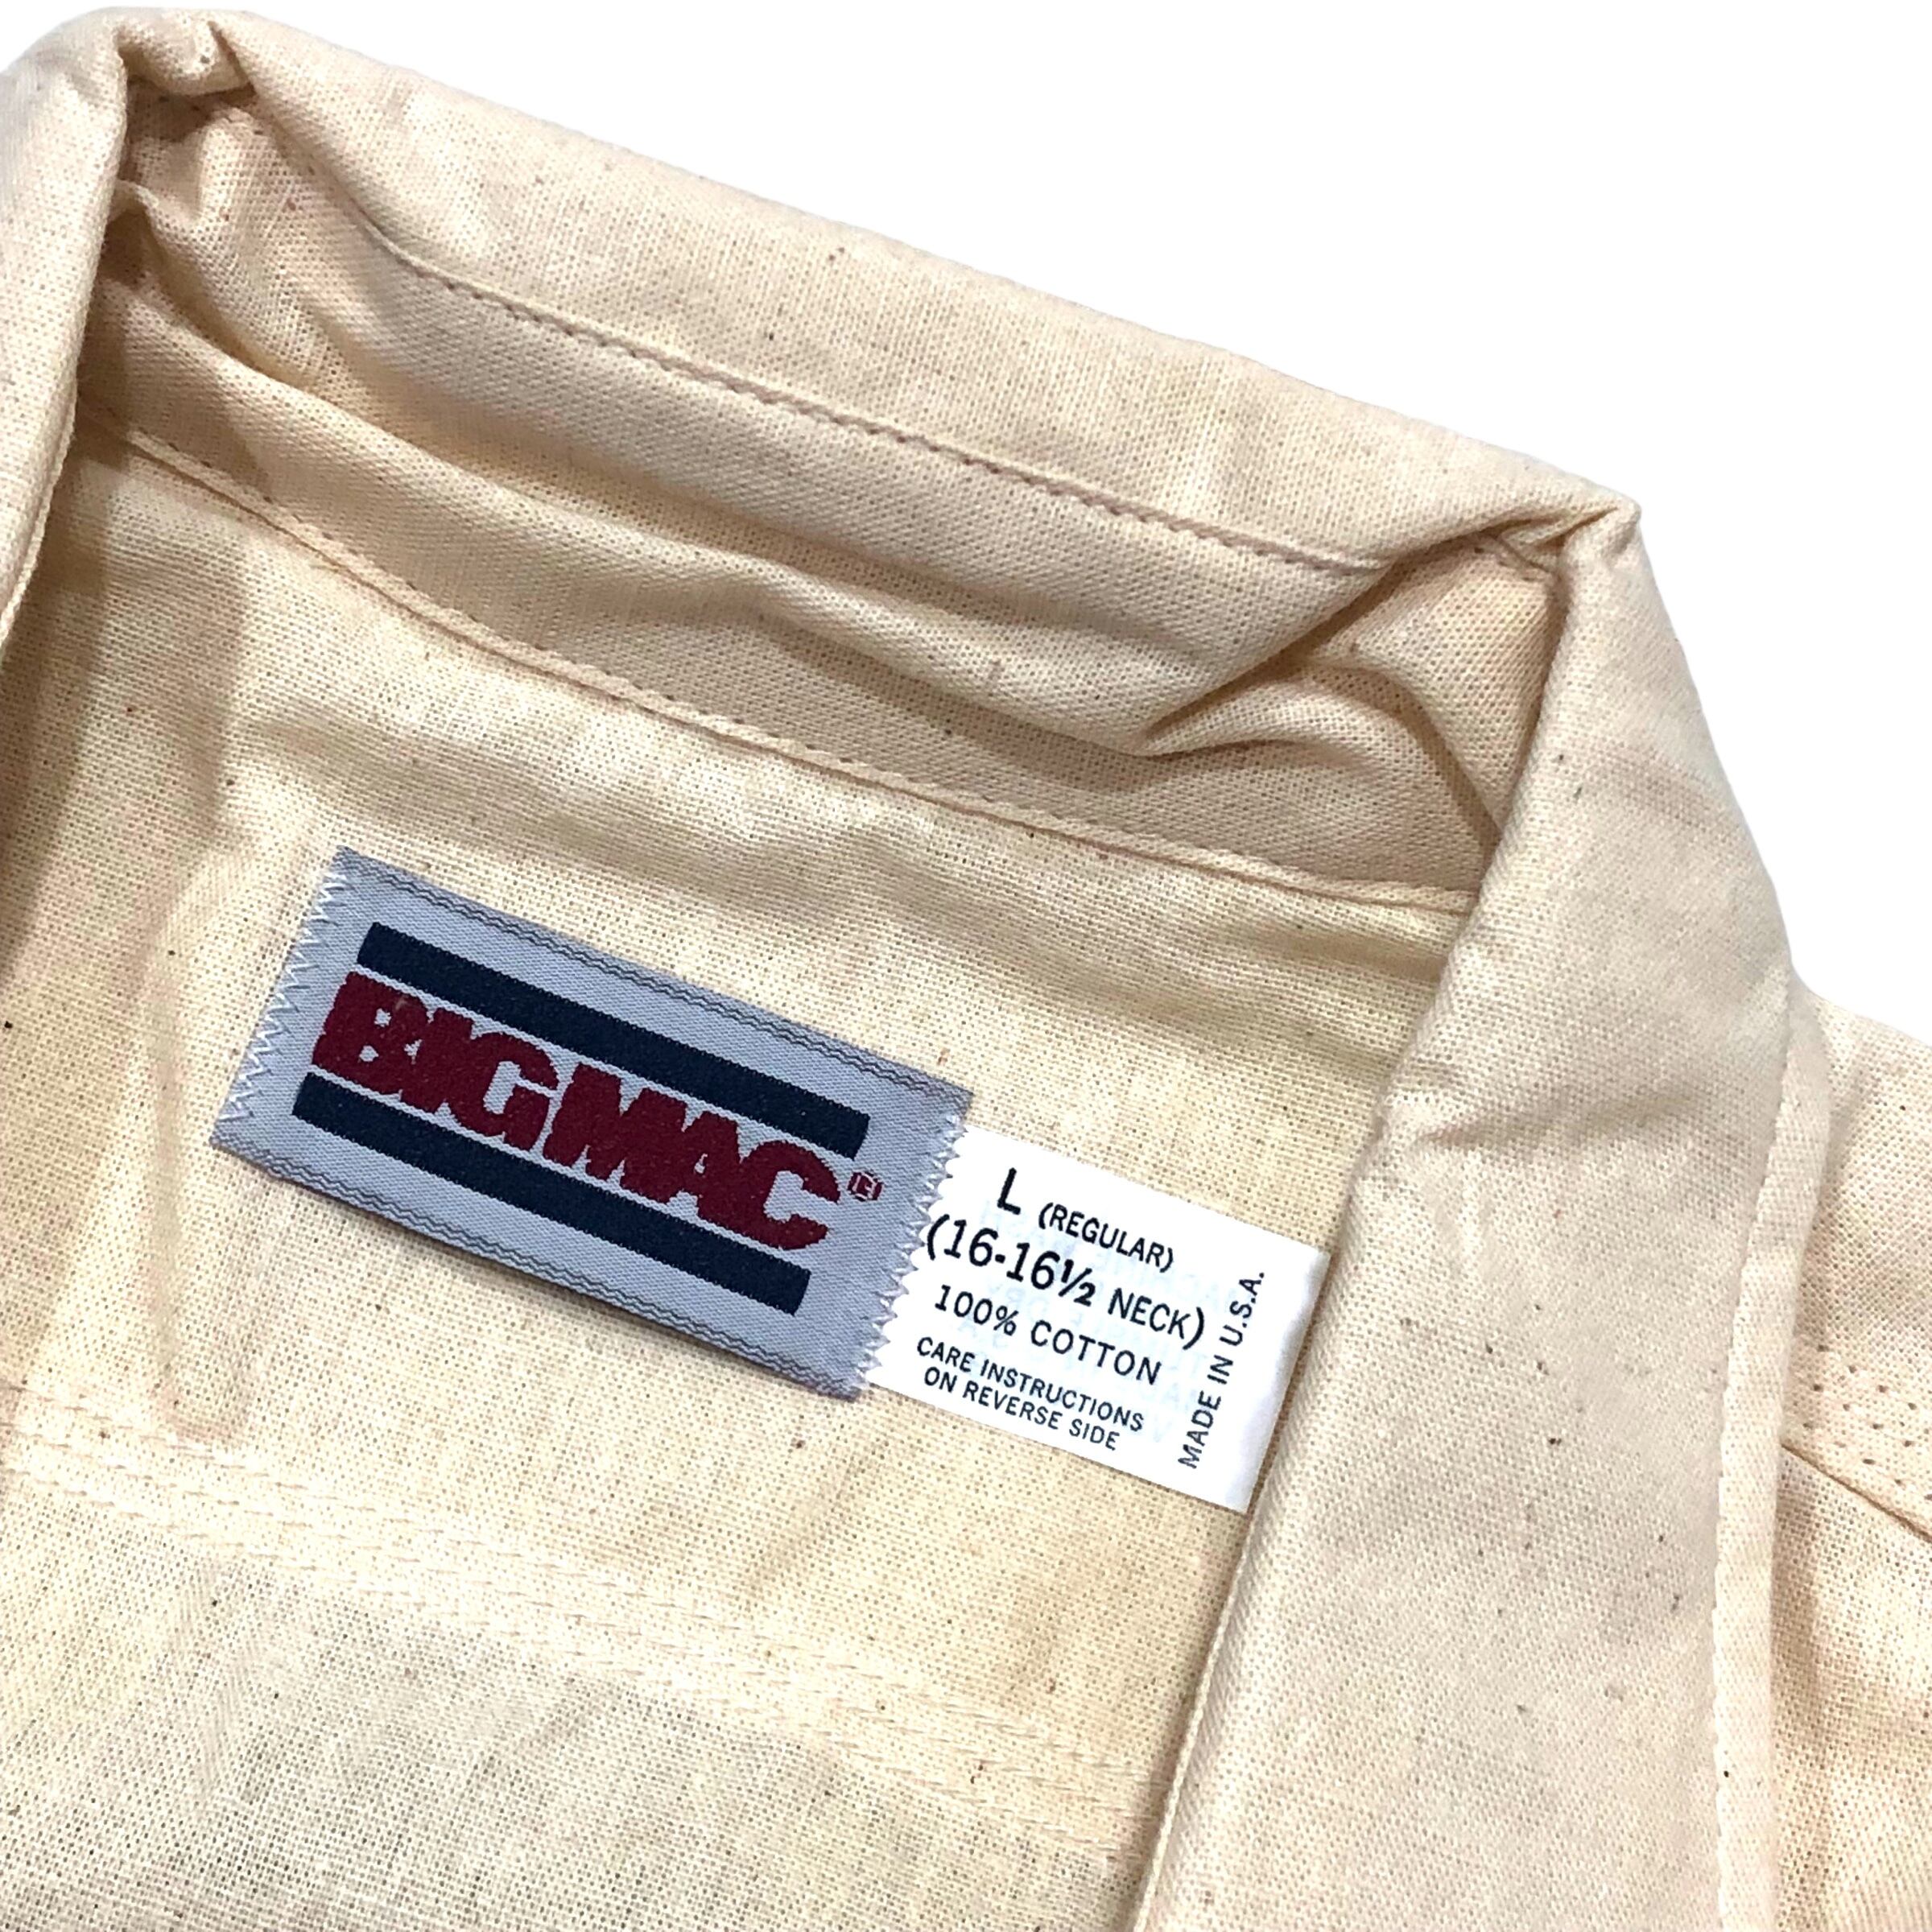 BIG MAC®
L (REGULAR)
(16-16½ NECK)
100% COTTON
CARE INSTRUCTIONS
ON REVERSE SIDE
MADE IN U.S.A.